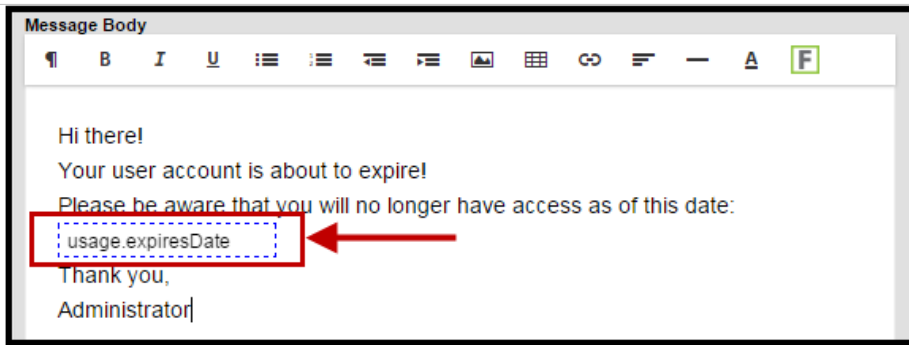 Message Body
¶ B I U A F
Hi there!
Your user account is about to expire!
Please be aware that you will no longer have access as of this date:
usage.expiresDate
Thank you,
Administrator